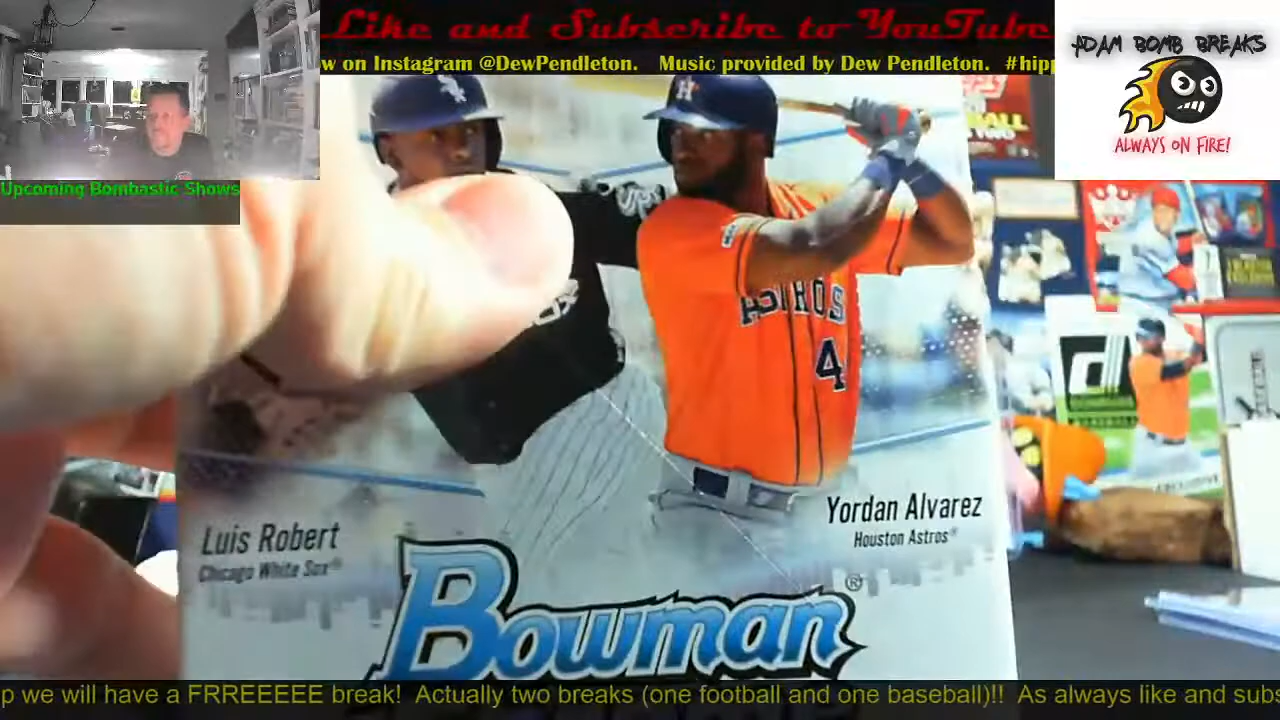 Like and Subscribe to YouTube
w on Instagram @DewPendleton. Music provided by Dew Pendleton. #hipp
ADAM BOMB BREAKS
ALWAYS ON FIRE!
Upcoming Bombastic Shows
H
ASTROS
4
Yordan Alvarez
Houston Astros®
Luis Robert
Chicago White Sox®
Bowman®
p we will have a FRREEEEE break! Actually two breaks (one football and one baseball)!! As always like and subs